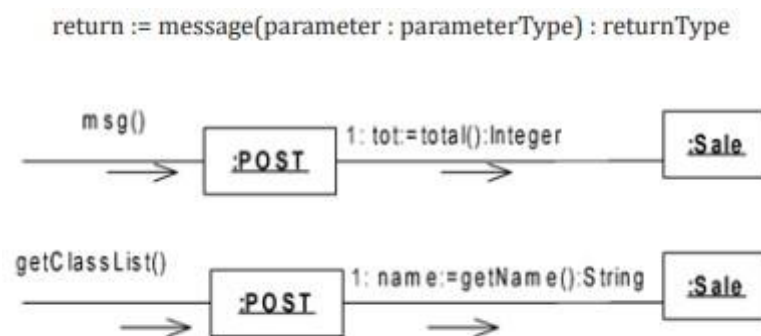 return := message(parameter : parameterType) : returnType
msg()
:POST
1: tot:=total():Integer
:Sale
getClassList()
:POST
1: name:=getName():String
:Sale